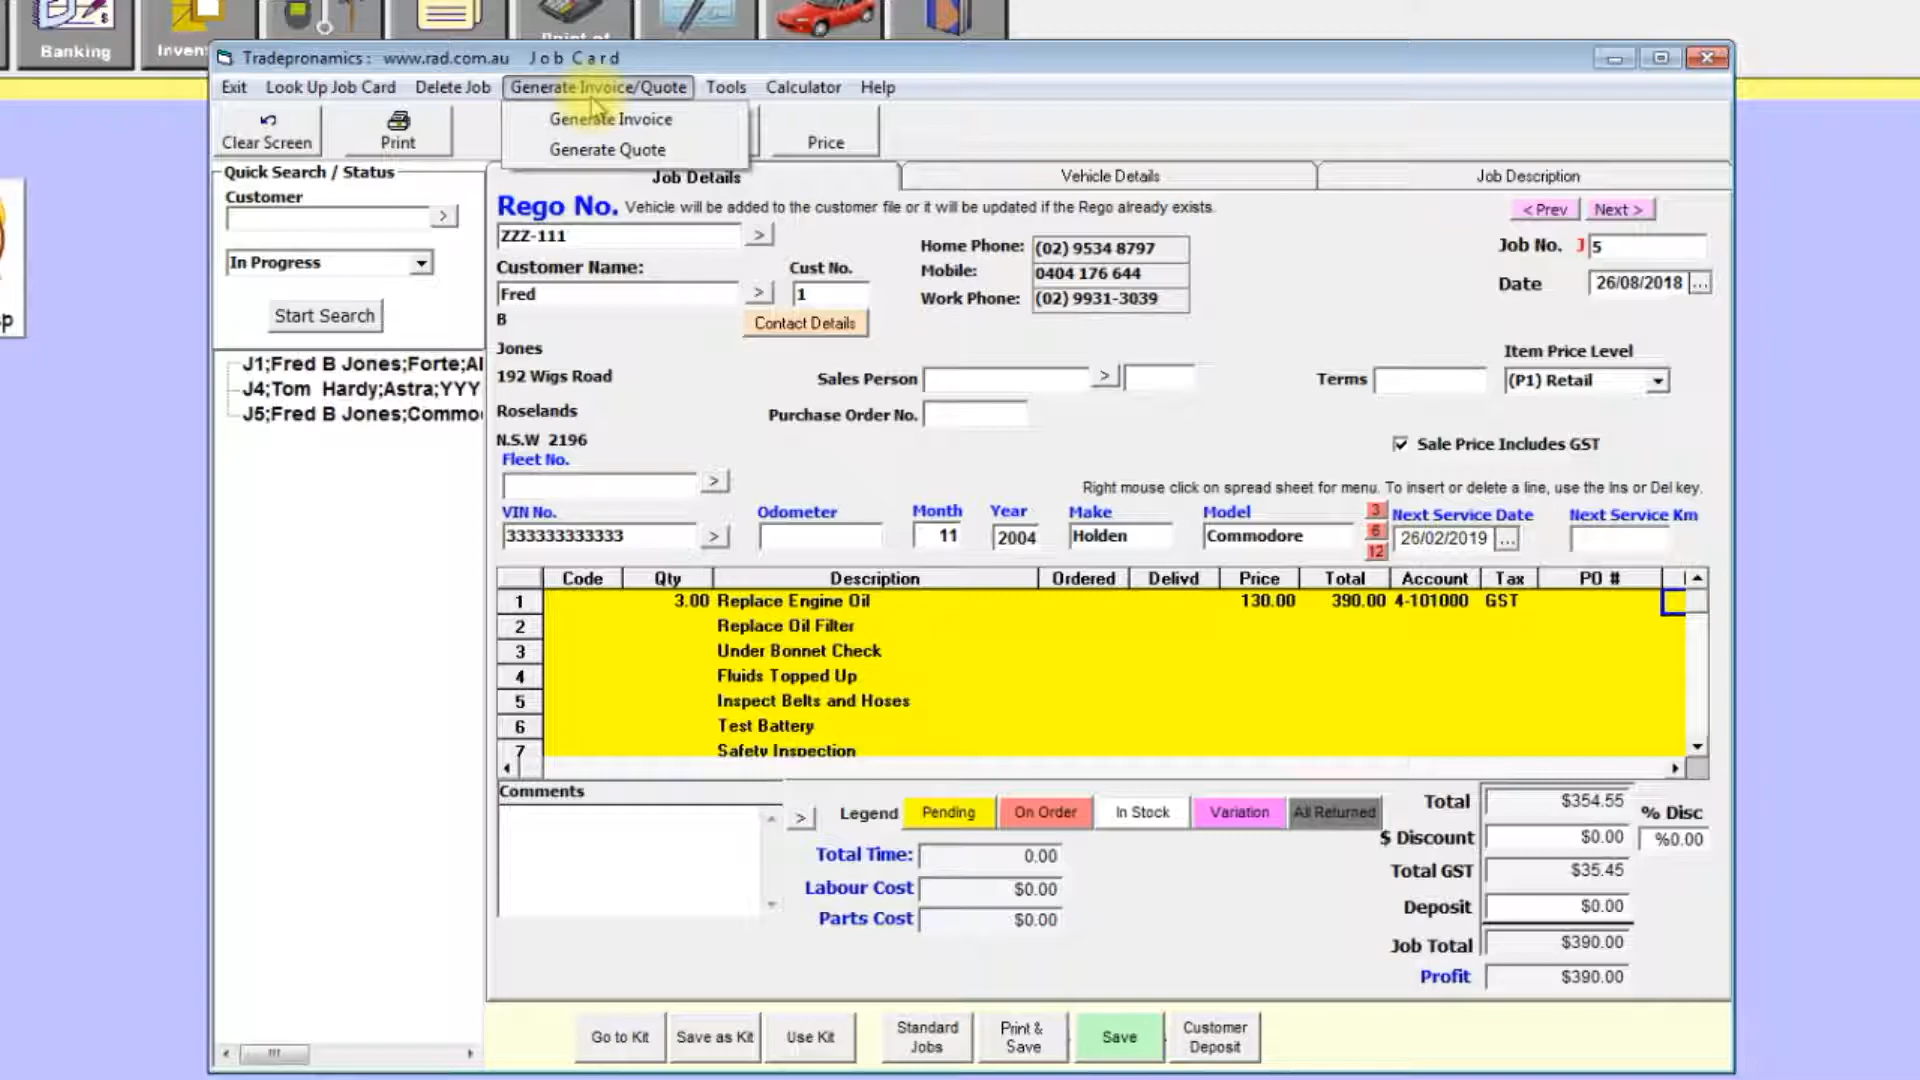 Banking
Inven
Point of
Tradepronamics : www.rad.com.au Job Card
Exit Look Up Job Card Delete Job Generate Invoice/Quote Tools Calculator Help
Generate Invoice
Generate Quote
Clear Screen Print Price
Quick Search / Status
Customer
>
In Progress
Start Search
J1;Fred B Jones;Forte;Al
J4;Tom Hardy;Astra;YYY
J5;Fred B Jones;Commo
Job Details Vehicle Details Job Description
Rego No. Vehicle will be added to the customer file or it will be updated if the Rego already exists.
< Prev Next >
ZZZ-111 >
Home Phone: (02) 9534 8797
Job No. J 5
Customer Name: Cust No.
Mobile: 0404 176 644
Date 26/08/2018 ...
Fred > 1
Work Phone: (02) 9931-3039
B
Contact Details
Jones
Item Price Level
192 Wigs Road
Sales Person >
Terms
(P1) Retail
Roselands
Purchase Order No.
N.S.W 2196
Sale Price Includes GST
Fleet No.
>
Right mouse click on spread sheet for menu. To insert or delete a line, use the Ins or Del key.
VIN No. Odometer Month Year Make Model 3 Next Service Date Next Service Km
333333333333 > 11 2004 Holden Commodore 6 26/02/2019 ...
12
Code Qty Description Ordered Delivd Price Total Account Tax PO #
1 3.00 Replace Engine Oil 130.00 390.00 4-101000 GST
2 Replace Oil Filter
3 Under Bonnet Check
4 Fluids Topped Up
5 Inspect Belts and Hoses
6 Test Battery
7 Safety Inspection
Comments
>
Legend Pending On Order In Stock Variation All Returned
Total Time: 0.00
Labour Cost $0.00
Parts Cost $0.00
Total $354.55 % Disc
$ Discount $0.00 %0.00
Total GST $35.45
Deposit $0.00
Job Total $390.00
Profit $390.00
Go to Kit Save as Kit Use Kit Standard Jobs Print & Save Save Customer Deposit
p